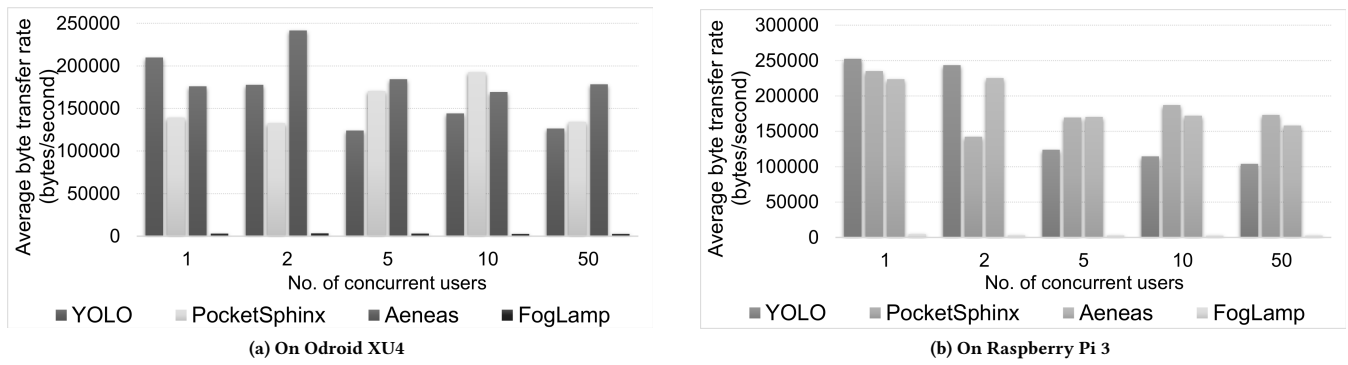 Average byte transfer rate
(bytes/second)
250000
200000
150000
100000
50000
0
1 2 5 10 50
No. of concurrent users
YOLO PocketSphinx Aeneas FogLamp
(a) On Odroid XU4
Average byte transfer rate
(bytes/second)
300000
250000
200000
150000
100000
50000
0
1 2 5 10 50
No. of concurrent users
YOLO PocketSphinx Aeneas FogLamp
(b) On Raspberry Pi 3